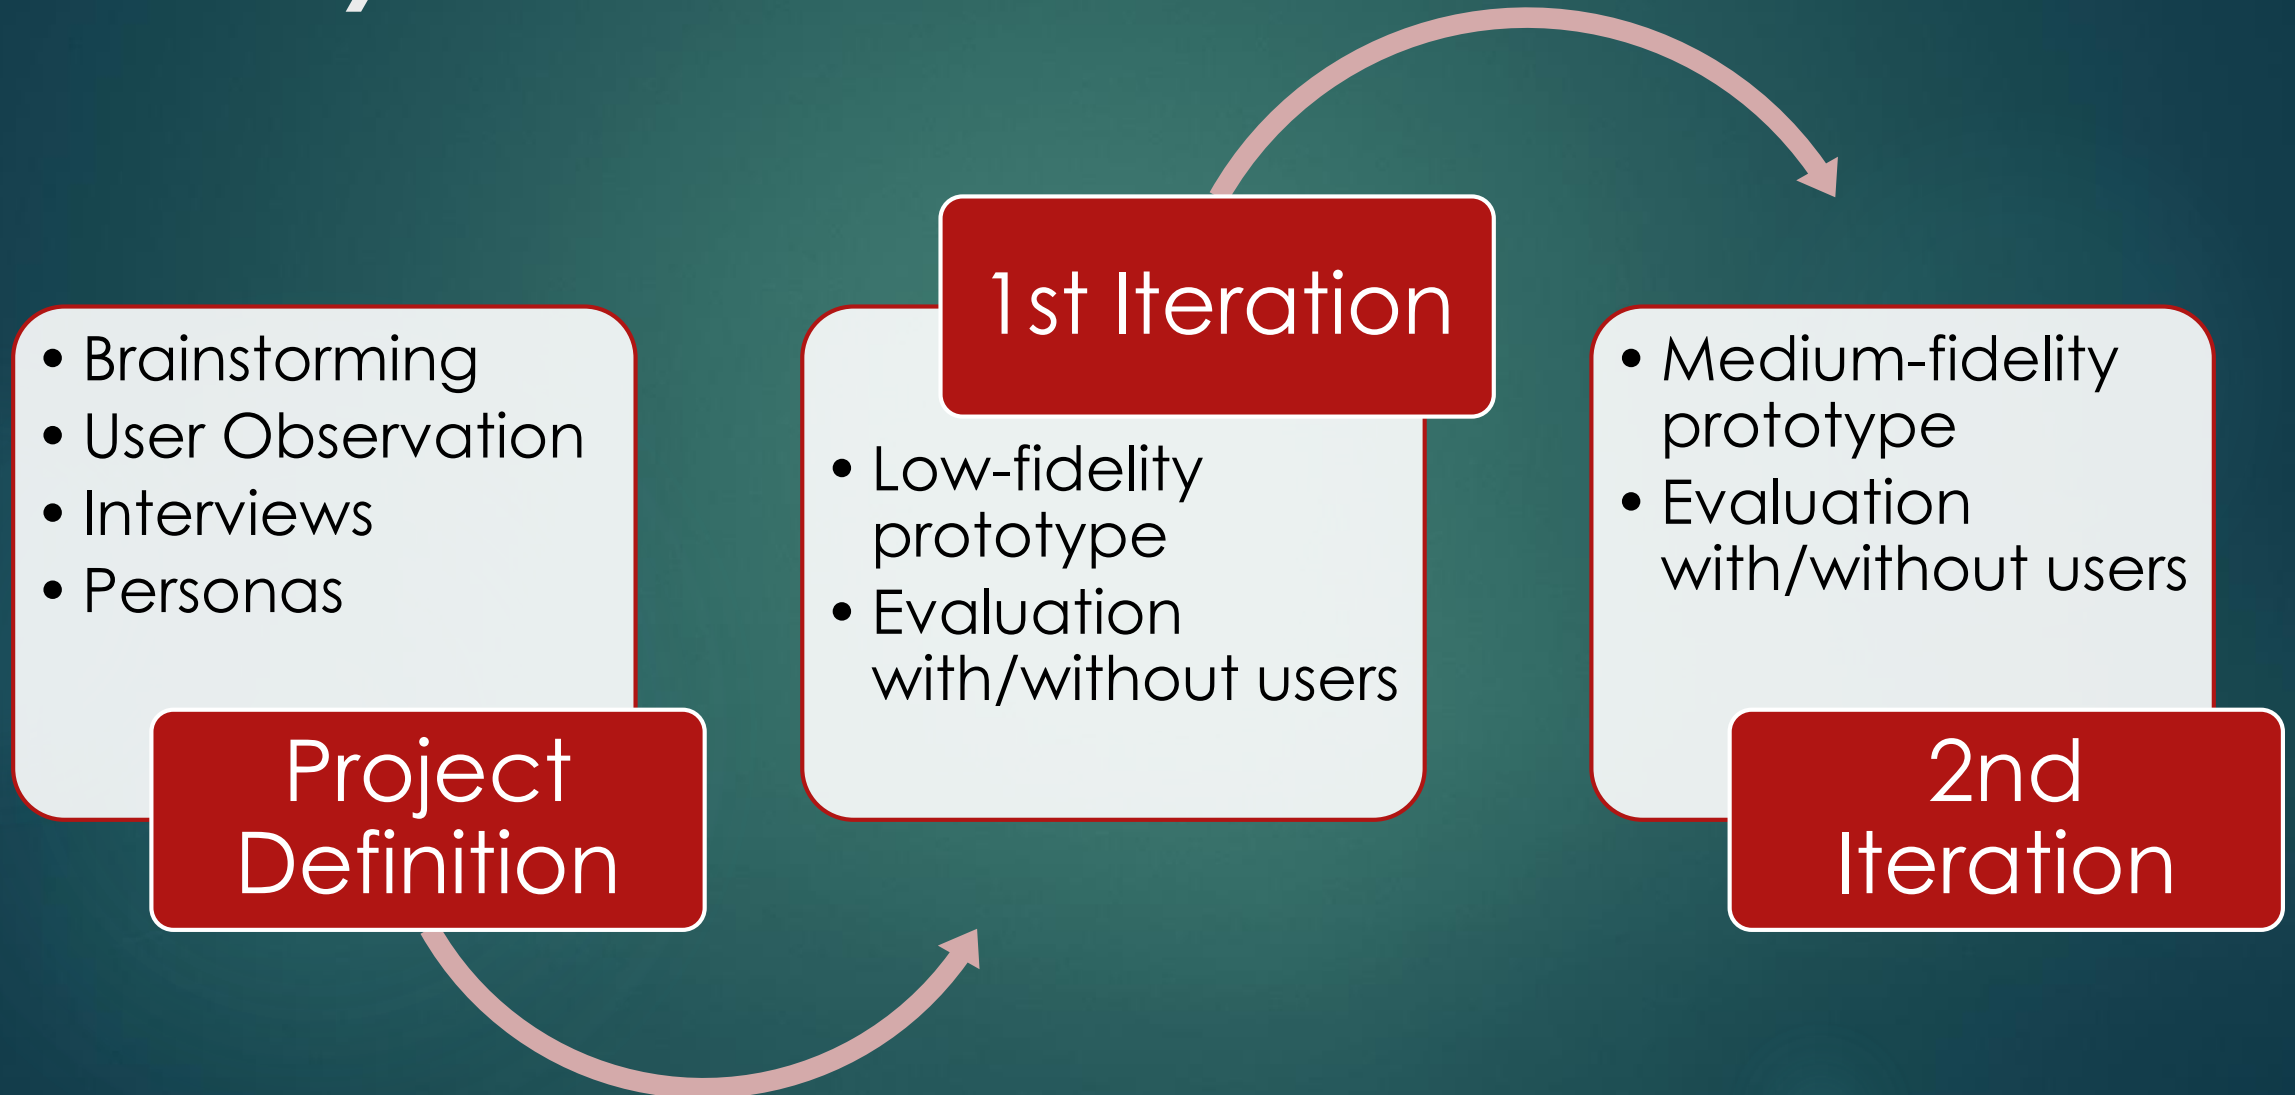 • Brainstorming
• User Observation
• Interviews
• Personas
Project
Definition
1st Iteration
• Low-fidelity
prototype
• Evaluation
with/without users
• Medium-fidelity
prototype
• Evaluation
with/without users
2nd
Iteration